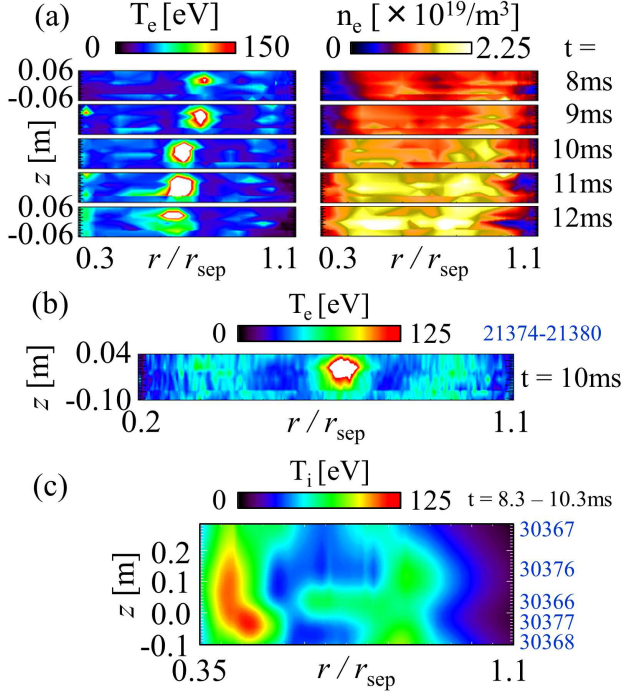 (a) T_e [eV] n_e [ × 10^19/m^3]
0 150 0 2.25 t =
0.06 8ms
-0.06
9ms
z [m] 10ms
11ms
0.06 12ms
-0.06
0.3 r / r_sep 1.1 0.3 r / r_sep 1.1
(b) T_e [eV]
0 125 21374-21380
z [m] 0.04 t = 10ms
-0.10
0.2 r / r_sep 1.1
(c) T_i [eV]
0 125 t = 8.3 – 10.3ms
30367
0.2
z [m] 0.1 30376
30366
0.0 30377
-0.1 30368
0.35 r / r_sep 1.1